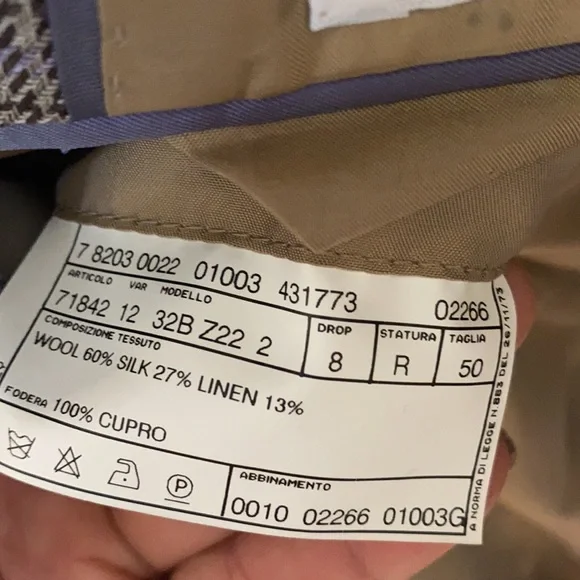 7 8203 0022 01003 431773 02266
ARTICOLO VAR MODELLO
71842 12 32B Z22 2
DROP
8
STATURA
R
TAGLIA
50
COMPOSIZIONE TESSUTO
WOOL 60% SILK 27% LINEN 13%
FODERA 100% CUPRO
P
ABBINAMENTO
0010 02266 01003G
A NORMA DI LEGGE N.883 DEL 26/11/73